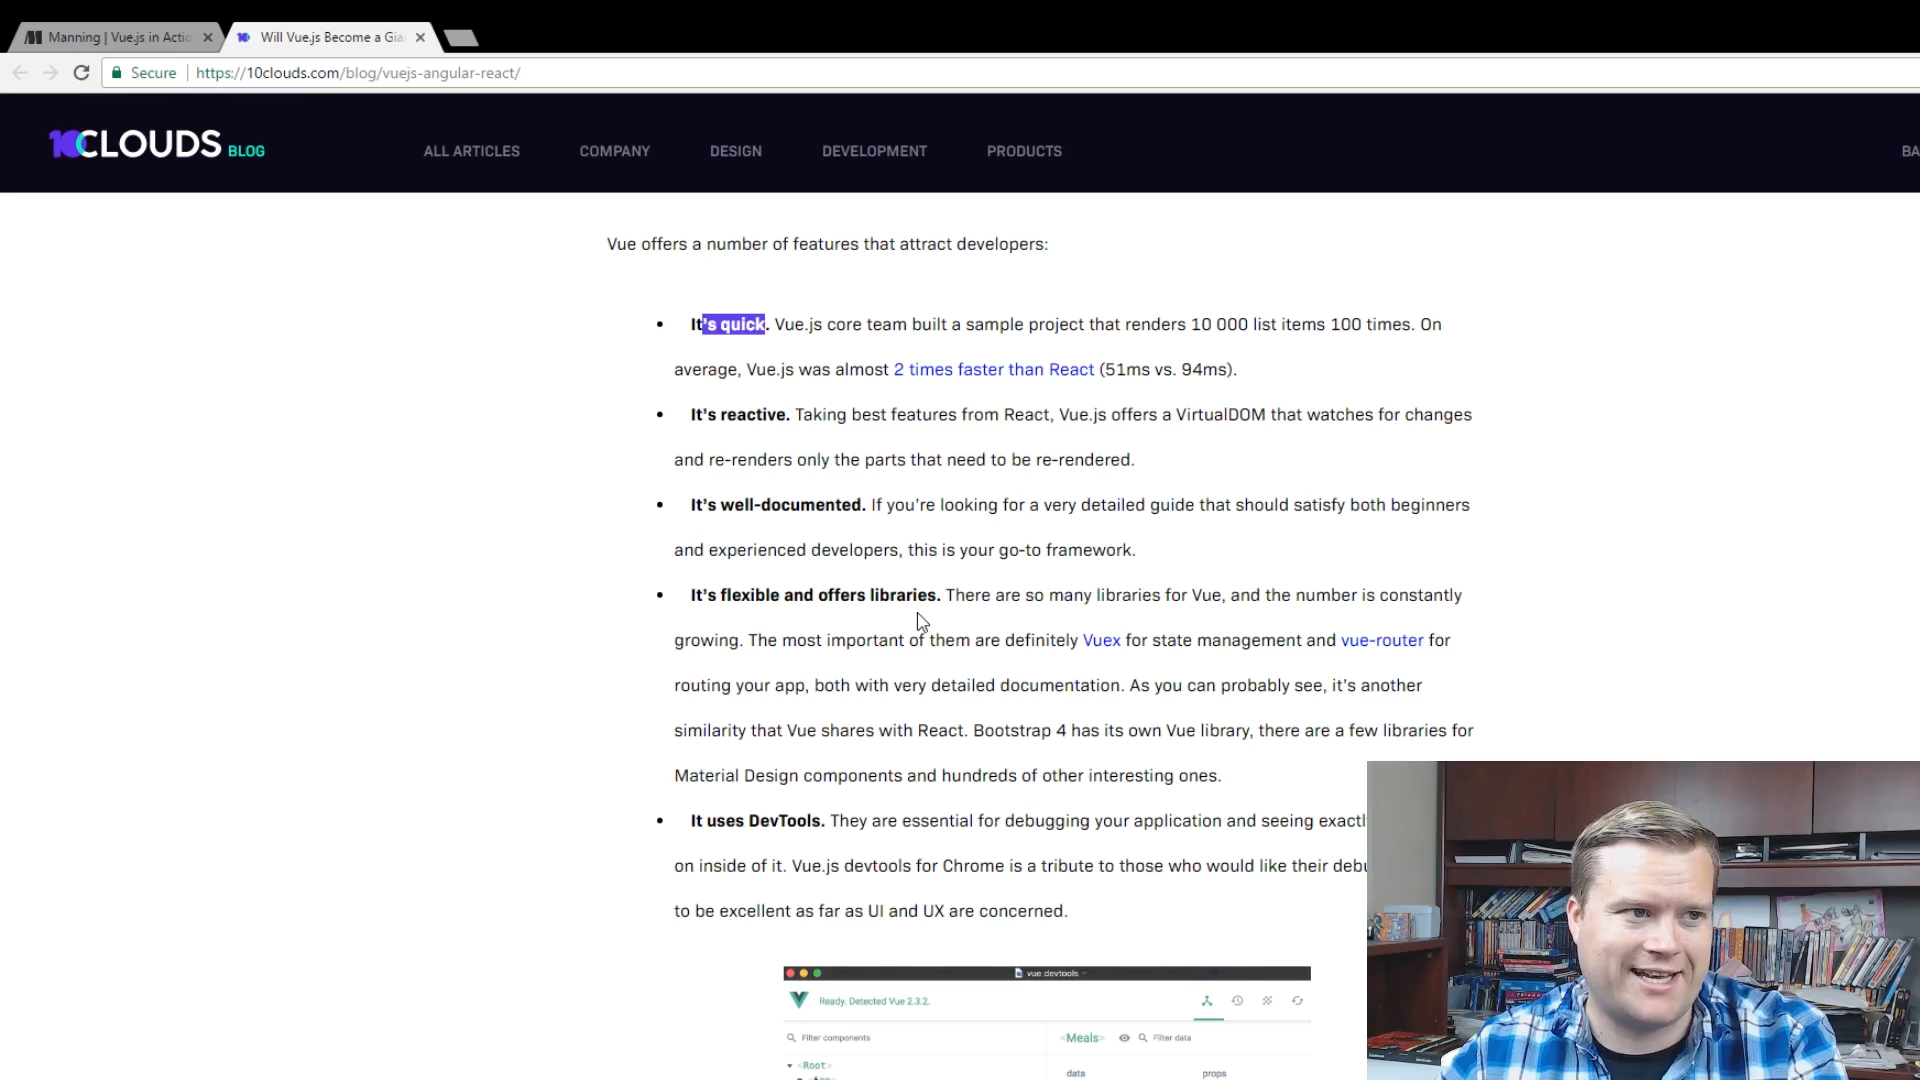 Manning | Vue.js in Actio
Will Vue.js Become a Gia
Secure
https://10clouds.com/blog/vuejs-angular-react/
10CLOUDS BLOG
ALL ARTICLES
COMPANY
DESIGN
DEVELOPMENT
PRODUCTS
BA
Vue offers a number of features that attract developers:
• It's quick. Vue.js core team built a sample project that renders 10 000 list items 100 times. On
average, Vue.js was almost 2 times faster than React (51ms vs. 94ms).
• It’s reactive. Taking best features from React, Vue.js offers a VirtualDOM that watches for changes
and re-renders only the parts that need to be re-rendered.
• It’s well-documented. If you’re looking for a very detailed guide that should satisfy both beginners
and experienced developers, this is your go-to framework.
• It’s flexible and offers libraries. There are so many libraries for Vue, and the number is constantly
growing. The most important of them are definitely Vuex for state management and vue-router for
routing your app, both with very detailed documentation. As you can probably see, it’s another
similarity that Vue shares with React. Bootstrap 4 has its own Vue library, there are a few libraries for
Material Design components and hundreds of other interesting ones.
• It uses DevTools. They are essential for debugging your application and seeing exactl
on inside of it. Vue.js devtools for Chrome is a tribute to those who would like their debu
to be excellent as far as UI and UX are concerned.
vue devtools
Ready. Detected Vue 2.3.2.
Filter components
<Meals>
Filter data
<Root>
data
props